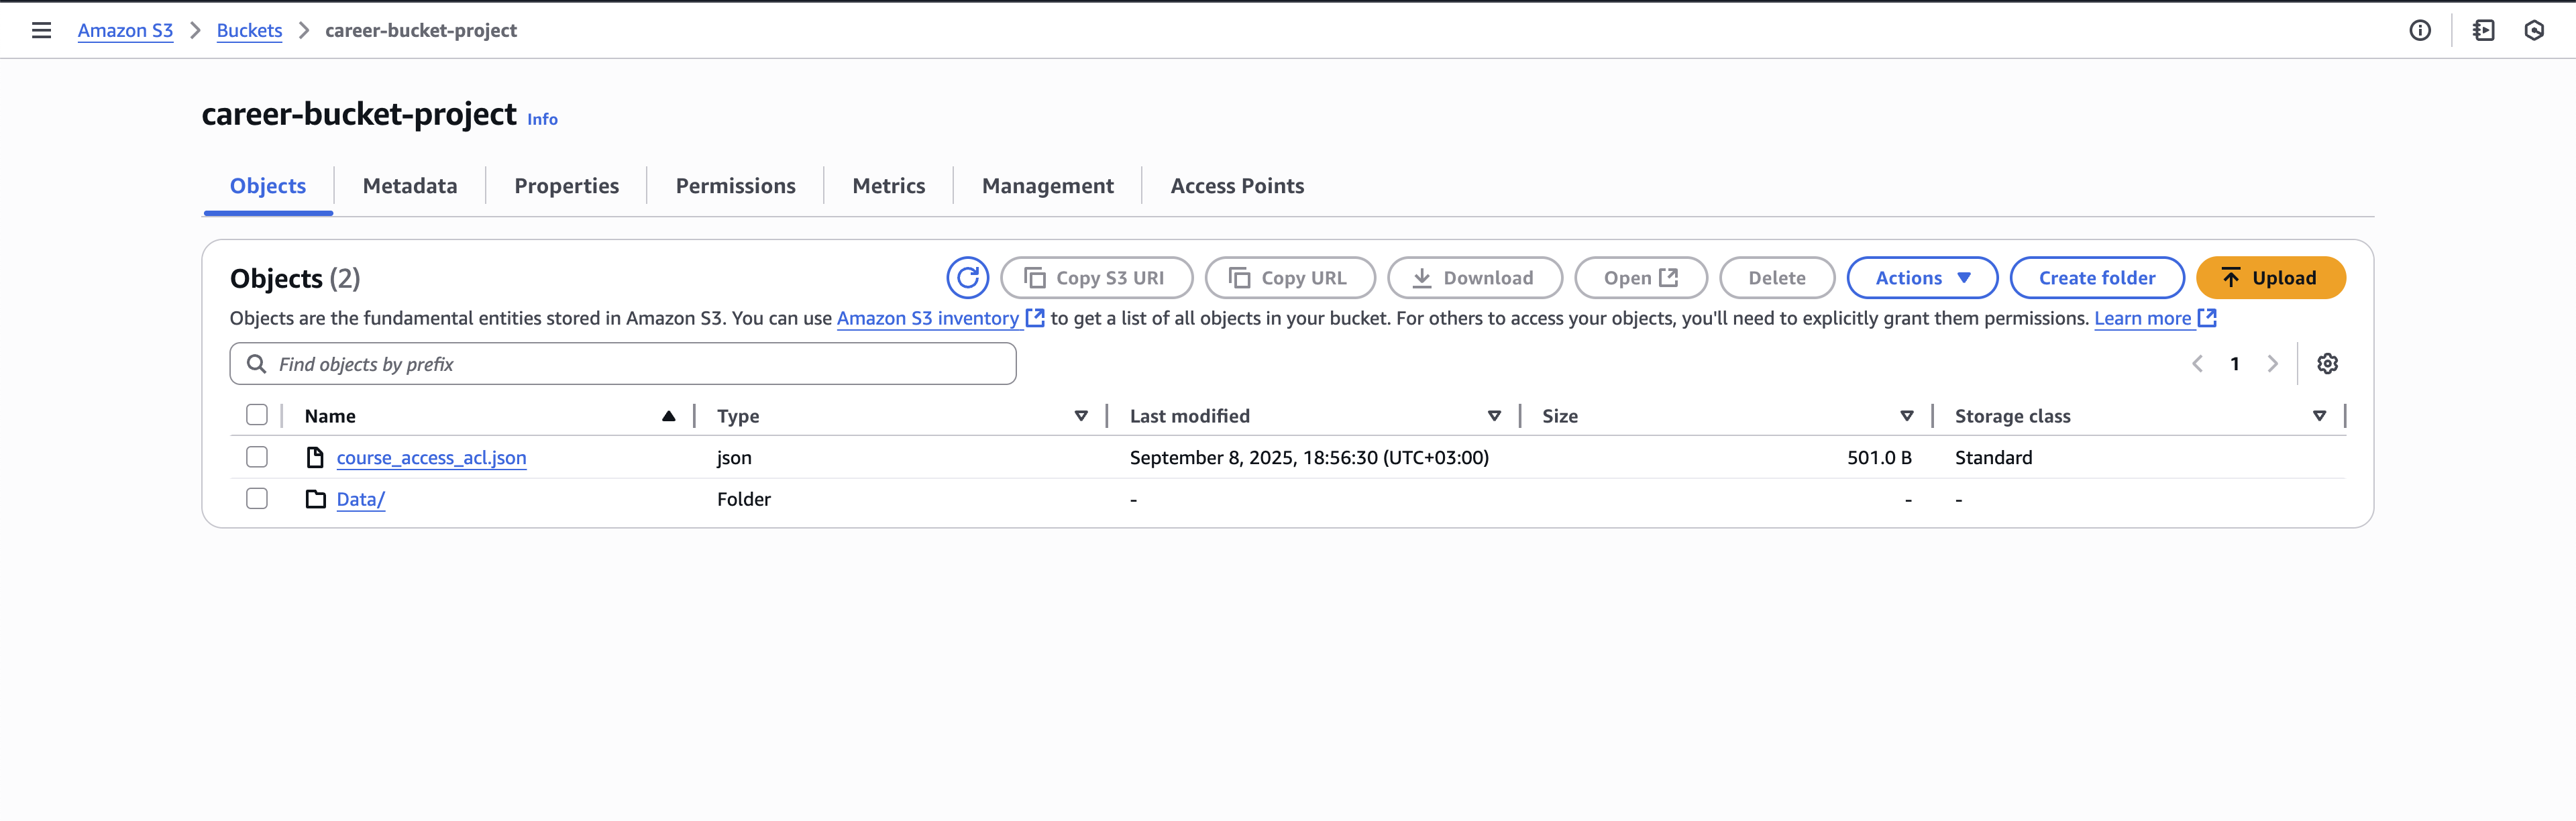 Amazon S3 > Buckets > career-bucket-project
career-bucket-project Info
Objects Metadata Properties Permissions Metrics Management Access Points
Objects (2) Copy S3 URI Copy URL Download Open Delete Actions Create folder Upload
Objects are the fundamental entities stored in Amazon S3. You can use Amazon S3 inventory to get a list of all objects in your bucket. For others to access your objects, you'll need to explicitly grant them permissions. Learn more
Find objects by prefix 1
Name Type Last modified Size Storage class
course_access_acl.json json September 8, 2025, 18:56:30 (UTC+03:00) 501.0 B Standard
Data/ Folder - - -